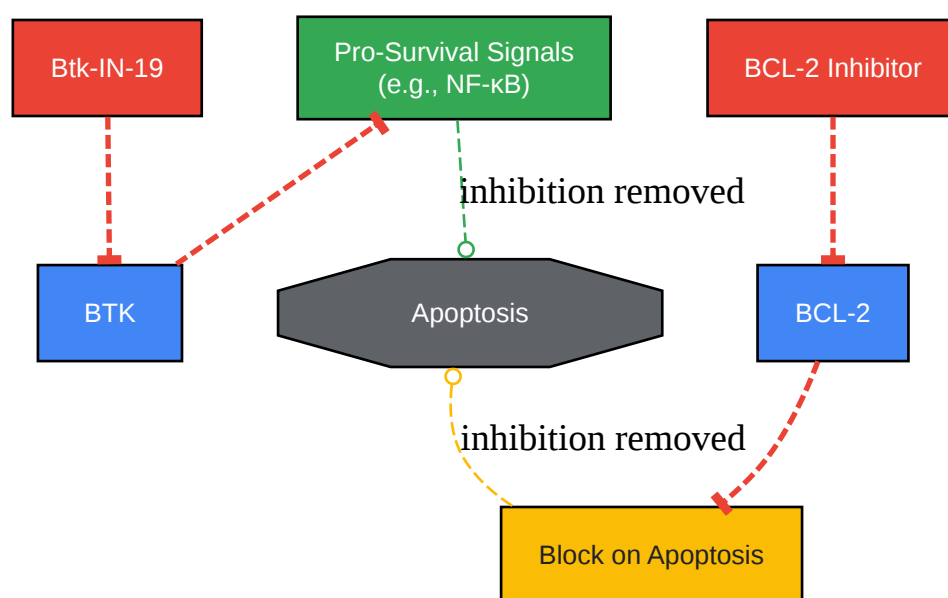 Btk-IN-19
Pro-Survival Signals
(e.g., NF-κB)
BCL-2 Inhibitor
inhibition removed
BTK
Apoptosis
BCL-2
inhibition removed
Block on Apoptosis